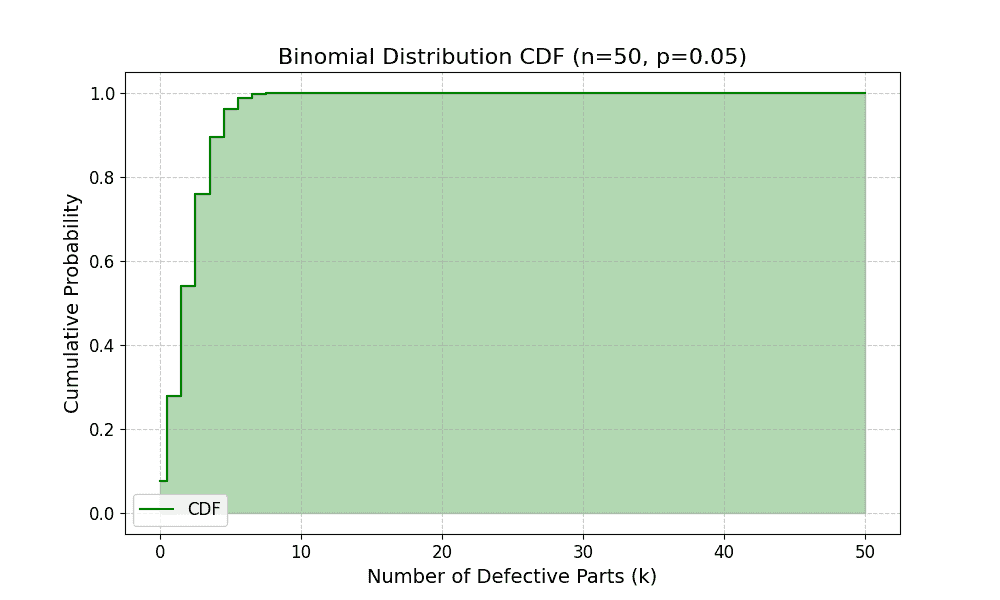 Binomial Distribution CDF (n=50, p=0.05)
Cumulative Probability
1.0
0.8
0.6
0.4
0.2
0.0
CDF
0 10 20 30 40 50
Number of Defective Parts (k)